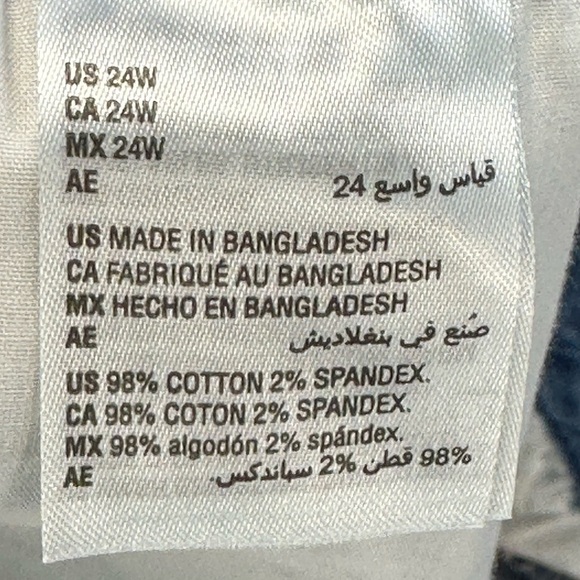 US 24W
CA 24W
MX 24W
AE قياس واسع 24
US MADE IN BANGLADESH
CA FABRIQUÉ AU BANGLADESH
MX HECHO EN BANGLADESH
AE صُنع في بنغلاديش
US 98% COTTON 2% SPANDEX.
CA 98% COTON 2% SPANDEX.
MX 98% algodón 2% spándex.
AE 98% قطن 2% سباندكس.